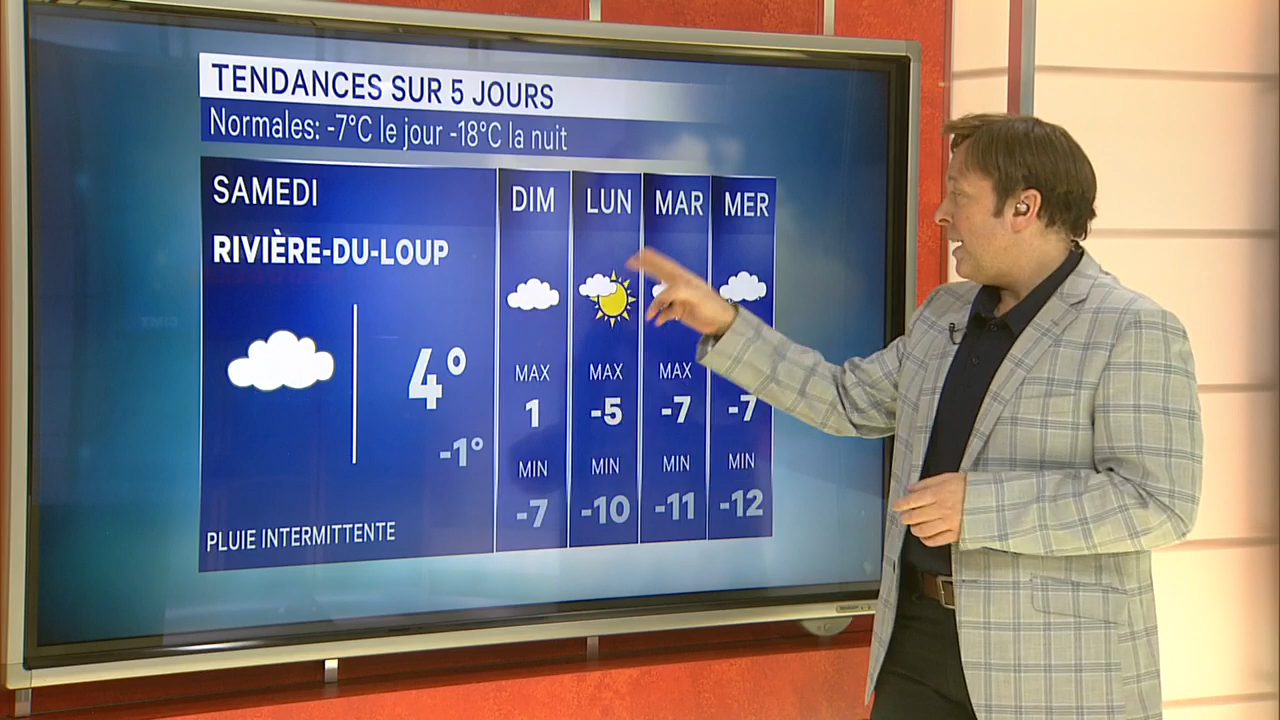 TENDANCES SUR 5 JOURS
Normales: -7°C le jour -18°C la nuit
SAMEDI
RIVIÈRE-DU-LOUP
4°
-1°
PLUIE INTERMITTENTE
DIM
MAX
1
MIN
-7
LUN
MAX
-5
MIN
-10
MAR
MAX
-7
MIN
-11
MER
-7
MIN
-12